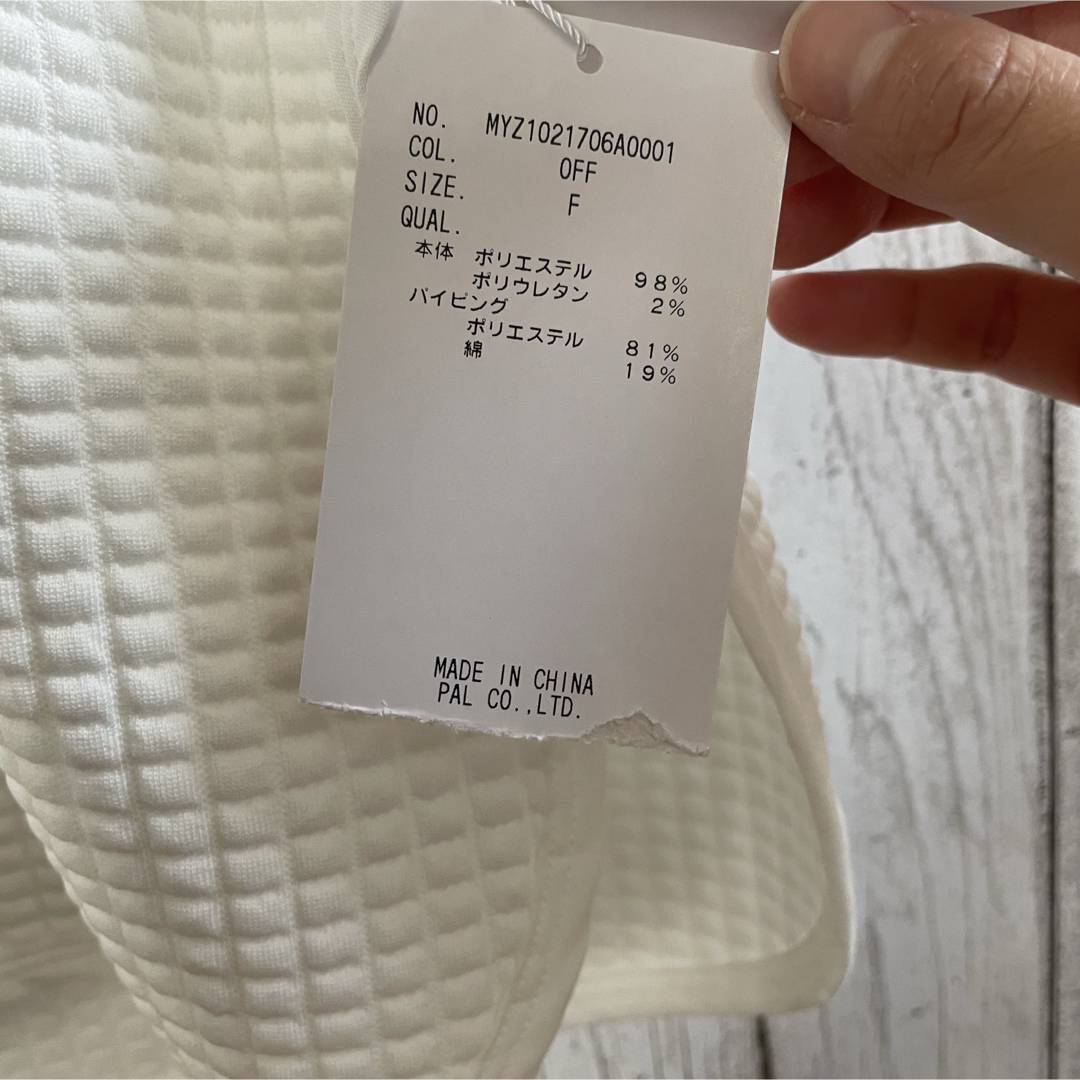 NO. MYZ1021706A0001
COL. OFF
SIZE. F
QUAL.
本体 ポリエステル 98%
ポリウレタン 2%
パイピング
ポリエステル 81%
綿 19%
MADE IN CHINA
PAL CO.,LTD.